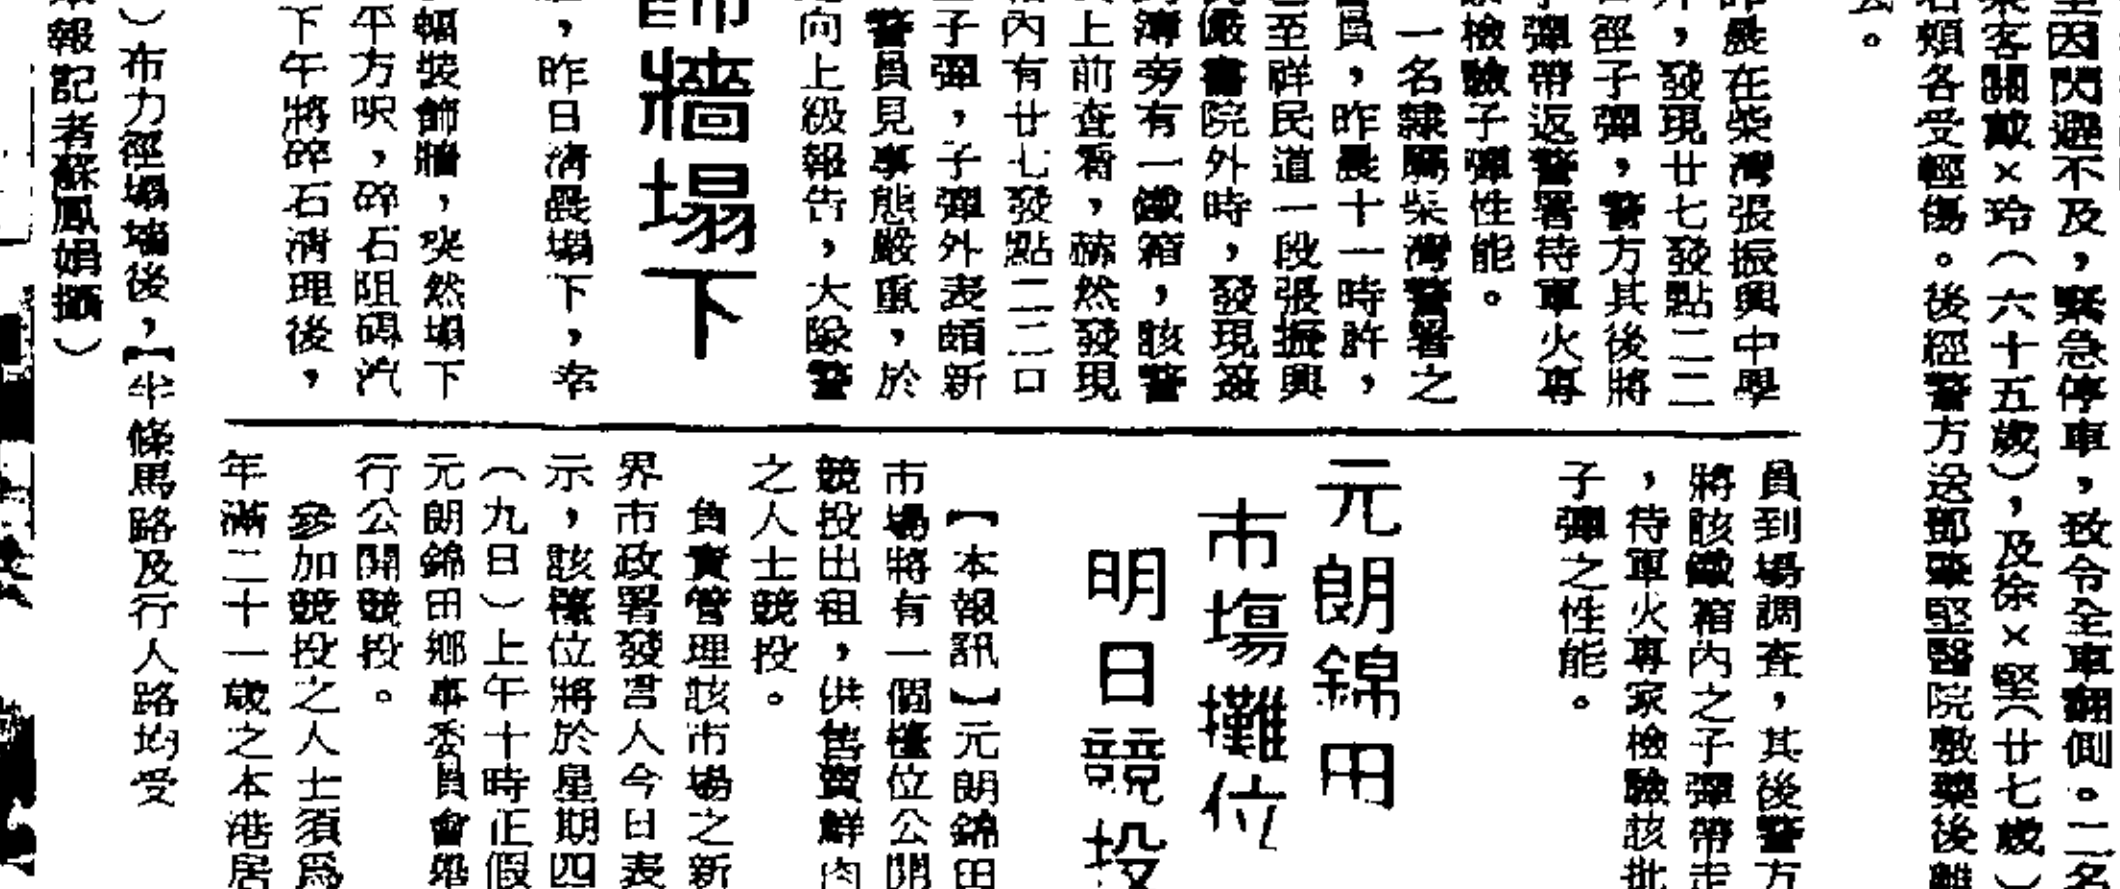 至因閃避不及，緊急停車，致令全車翻側。二名
乘客關戴×玲（六十五歲），及徐×堅（廿七歲）
名頰各受輕傷。後經警方送鄧肇堅醫院敷藥後離
去。
昨晨在柴灣張振興中學
外，發現廿七發點二二
口徑子彈，警方其後將
子彈帶返警署待軍火專
家檢驗子彈性能。
一名隸屬柴灣警署之
警員，昨晨十一時許，
至祥民道一段張振興
嚴書院外時，發現簽
溝旁有一鐵箱，該警
上前查看，赫然發現
內有廿七發點二二口
子彈，子彈外表頗新
警員見事態嚴重，於
向上級報告，大隊警
員到場調查，其後警方
將該鐵箱內之子彈帶走
，待軍火專家檢驗該批
子彈之性能。
飾牆塌下
，昨日清晨塌下，幸
幅裝飾牆，突然塌下
平方呎，碎石阻碍汽
下午將碎石清理後，
元朗錦田
市場攤位
明日競投
【本報訊】元朗錦田
市場將有一個檯位公開
競投出租，供售賣鮮肉
之人士競投。
負責管理該市場之新
界市政署發言人今日表
示，該檯位將於星期四
（九日）上午十時正假
元朗錦田鄉事委員會舉
行公開競投。
參加競投之人士須爲
年滿二十一歲之本港居
）布力徑塌坡後，【半條馬路及行人路均受
本報記者蘇鳳娟攝）